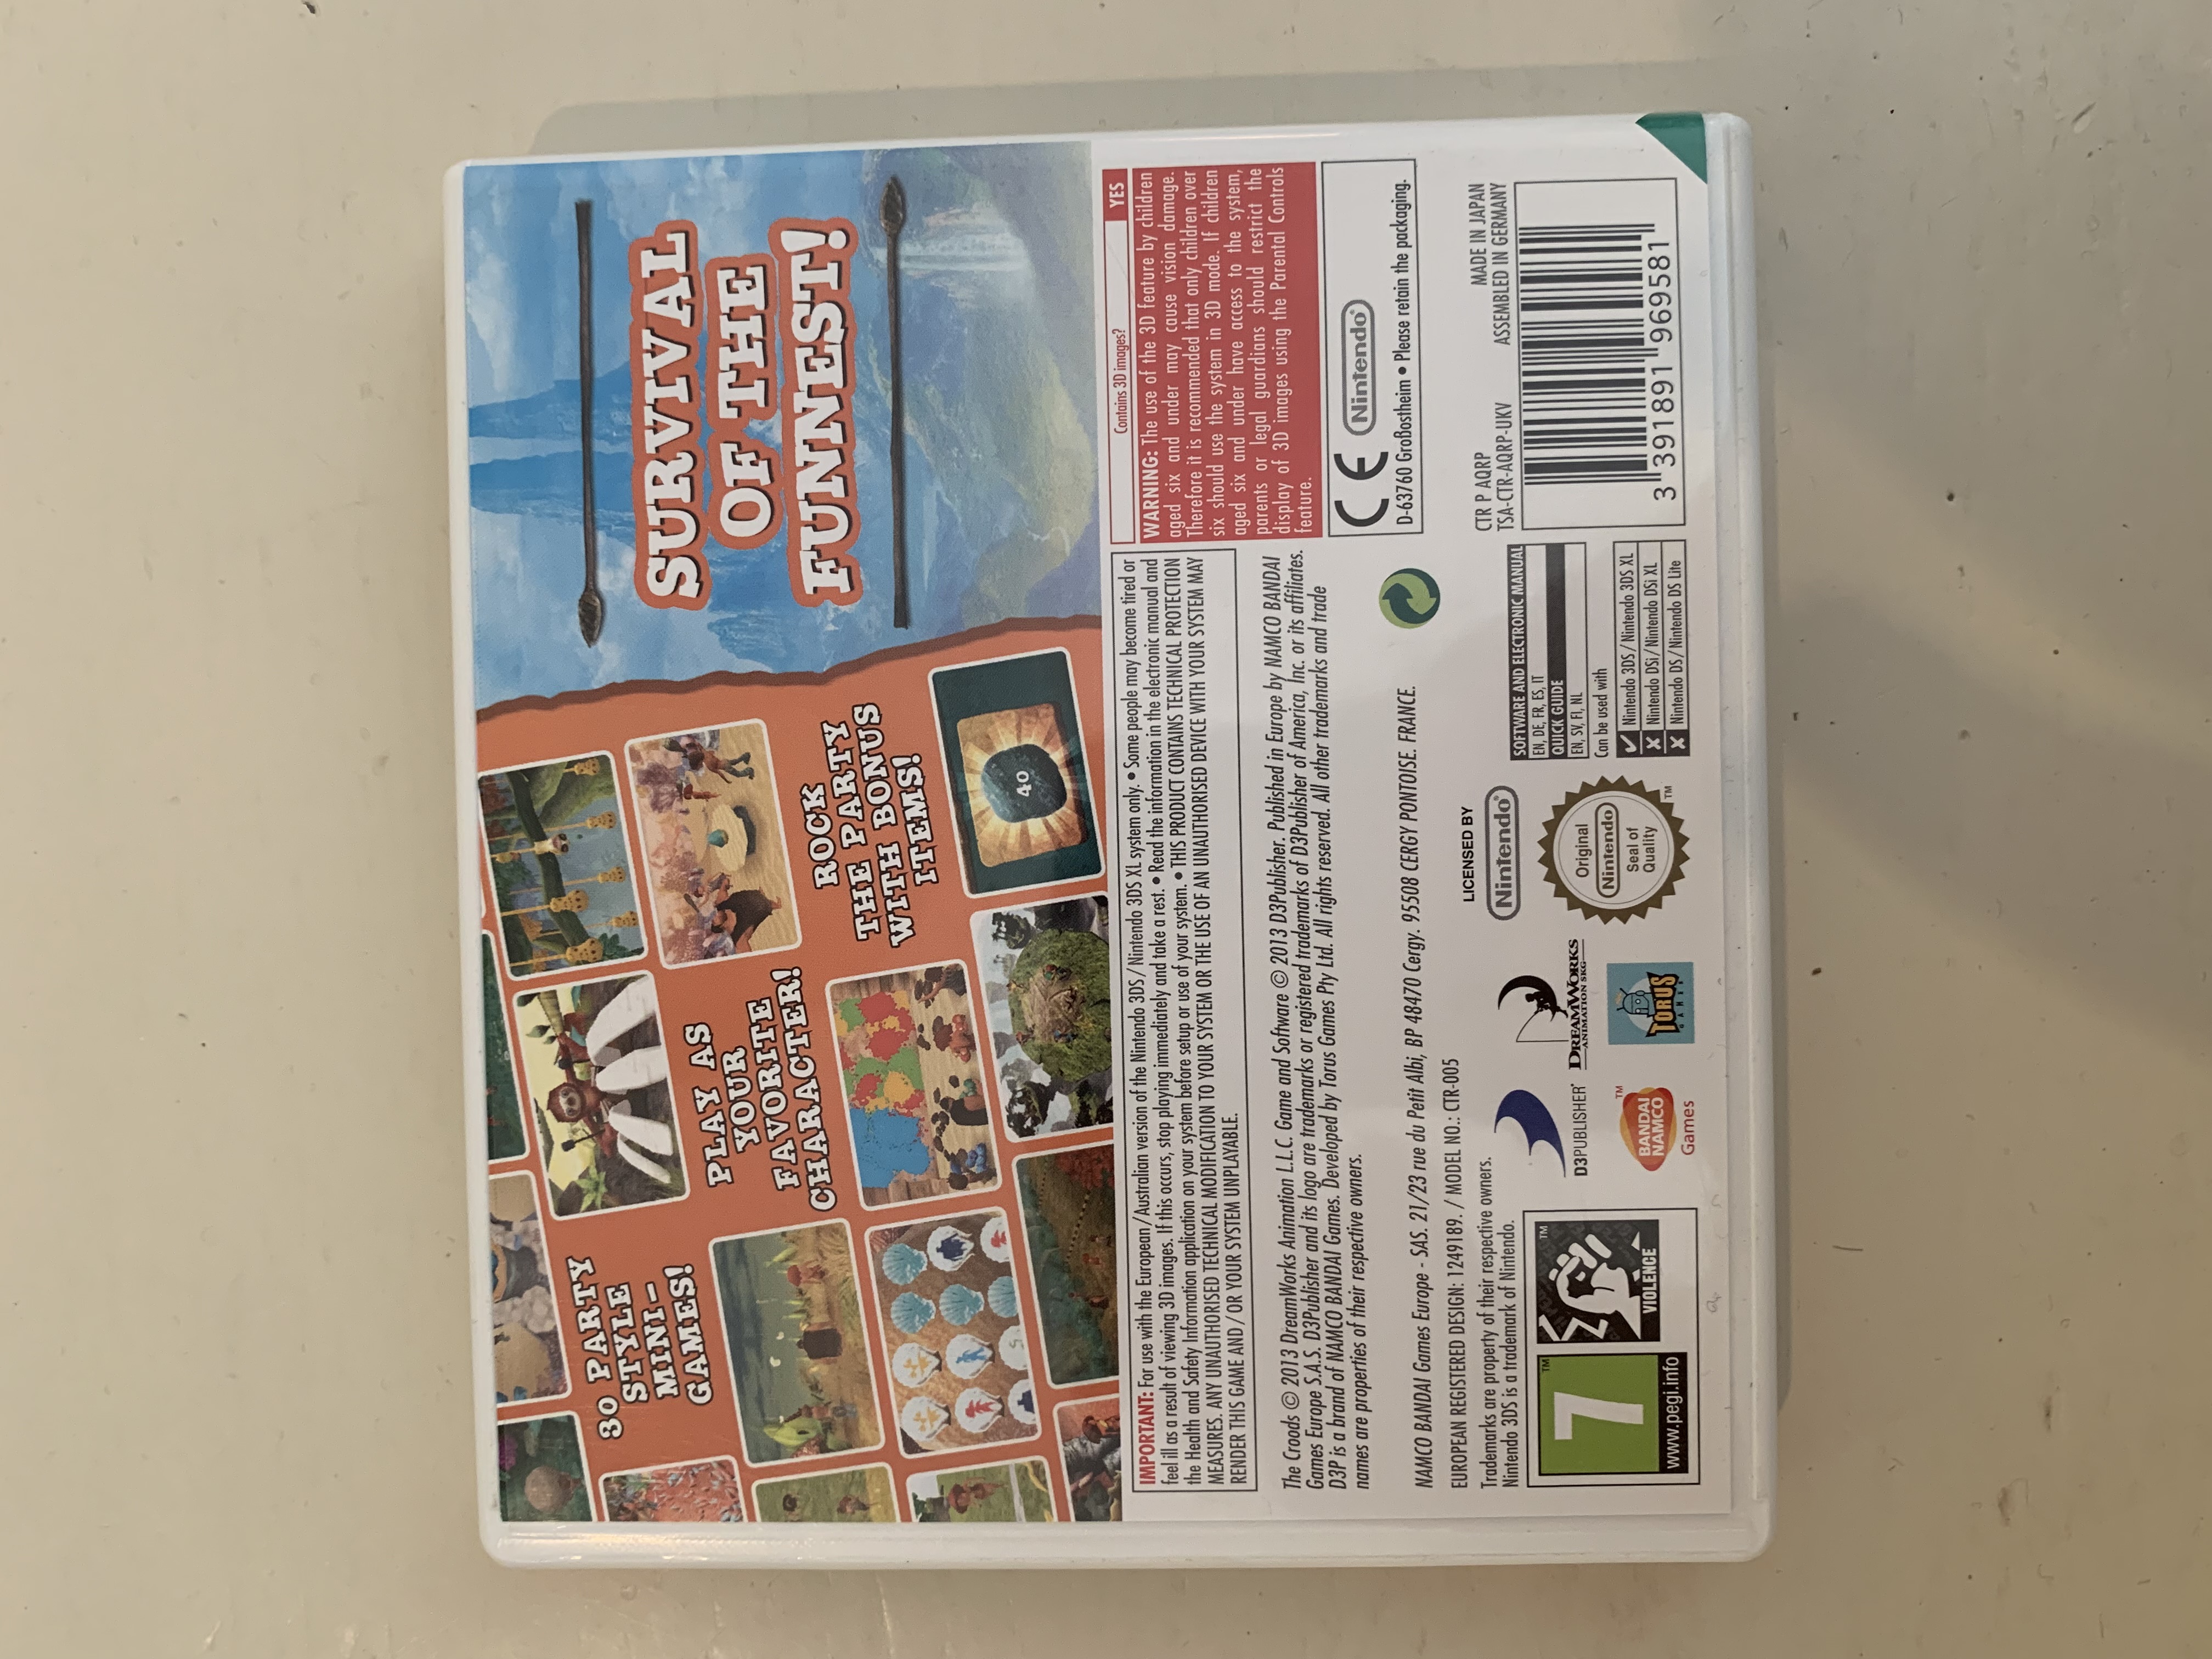 30 PARTY
STYLE
MINI-
GAMES!
PLAY AS
YOUR
FAVORITE
CHARACTER!
ROCK
THE PARTY
WITH BONUS
ITEMS!
40
SURVIVAL
OF THE
FUNNEST!
IMPORTANT: For use with the European/Australian version of the Nintendo 3DS/Nintendo 3DS XL system only. • Some people may become tired or
feel ill as a result of viewing 3D images. If this occurs, stop playing immediately and take a rest. • Read the information in the electronic manual and
the Health and Safety Information application on your system before setup or use of your system. • THIS PRODUCT CONTAINS TECHNICAL PROTECTION
MEASURES. ANY UNAUTHORISED TECHNICAL MODIFICATION TO YOUR SYSTEM OR THE USE OF AN UNAUTHORISED DEVICE WITH YOUR SYSTEM MAY
RENDER THIS GAME AND/OR YOUR SYSTEM UNPLAYABLE.
Contains 3D images? YES
WARNING: The use of the 3D feature by children
aged six and under may cause vision damage.
Therefore it is recommended that only children over
six should use the system in 3D mode. If children
aged six and under have access to the system,
parents or legal guardians should restrict the
display of 3D images using the Parental Controls
feature.
The Croods © 2013 DreamWorks Animation L.L.C. Game and Software © 2013 D3Publisher. Published in Europe by NAMCO BANDAI
Games Europe S.A.S. D3Publisher and its logo are trademarks or registered trademarks of D3Publisher of America, Inc. or its affiliates.
D3P is a brand of NAMCO BANDAI Games. Developed by Torus Games Pty Ltd. All rights reserved. All other trademarks and trade
names are properties of their respective owners.
CE Nintendo®
D-63760 Großostheim • Please retain the packaging.
NAMCO BANDAI Games Europe - SAS. 21/23 rue du Petit Albi, BP 48470 Cergy. 95508 CERGY PONTOISE. FRANCE.
EUROPEAN REGISTERED DESIGN: 1249189. / MODEL NO.: CTR-005
Trademarks are property of their respective owners.
Nintendo 3DS is a trademark of Nintendo.
7 ™
www.pegi.info
™
VIOLENCE
D3PUBLISHER®
DREAMWORKS
ANIMATION SKG™
BANDAI
NAMCO ™
Games
TORUS
GAMES
LICENSED BY
Nintendo®
Original
Nintendo®
Seal of
Quality
™
SOFTWARE AND ELECTRONIC MANUAL
EN, DE, FR, ES, IT
QUICK GUIDE
EN, SV, FI, NL
Can be used with
Nintendo 3DS/Nintendo 3DS XL
Nintendo DSi/Nintendo DSi XL
Nintendo DS/Nintendo DS Lite
CTR P AQRP
TSA-CTR-AQRP-UKV
MADE IN JAPAN
ASSEMBLED IN GERMANY
3 391891 969581